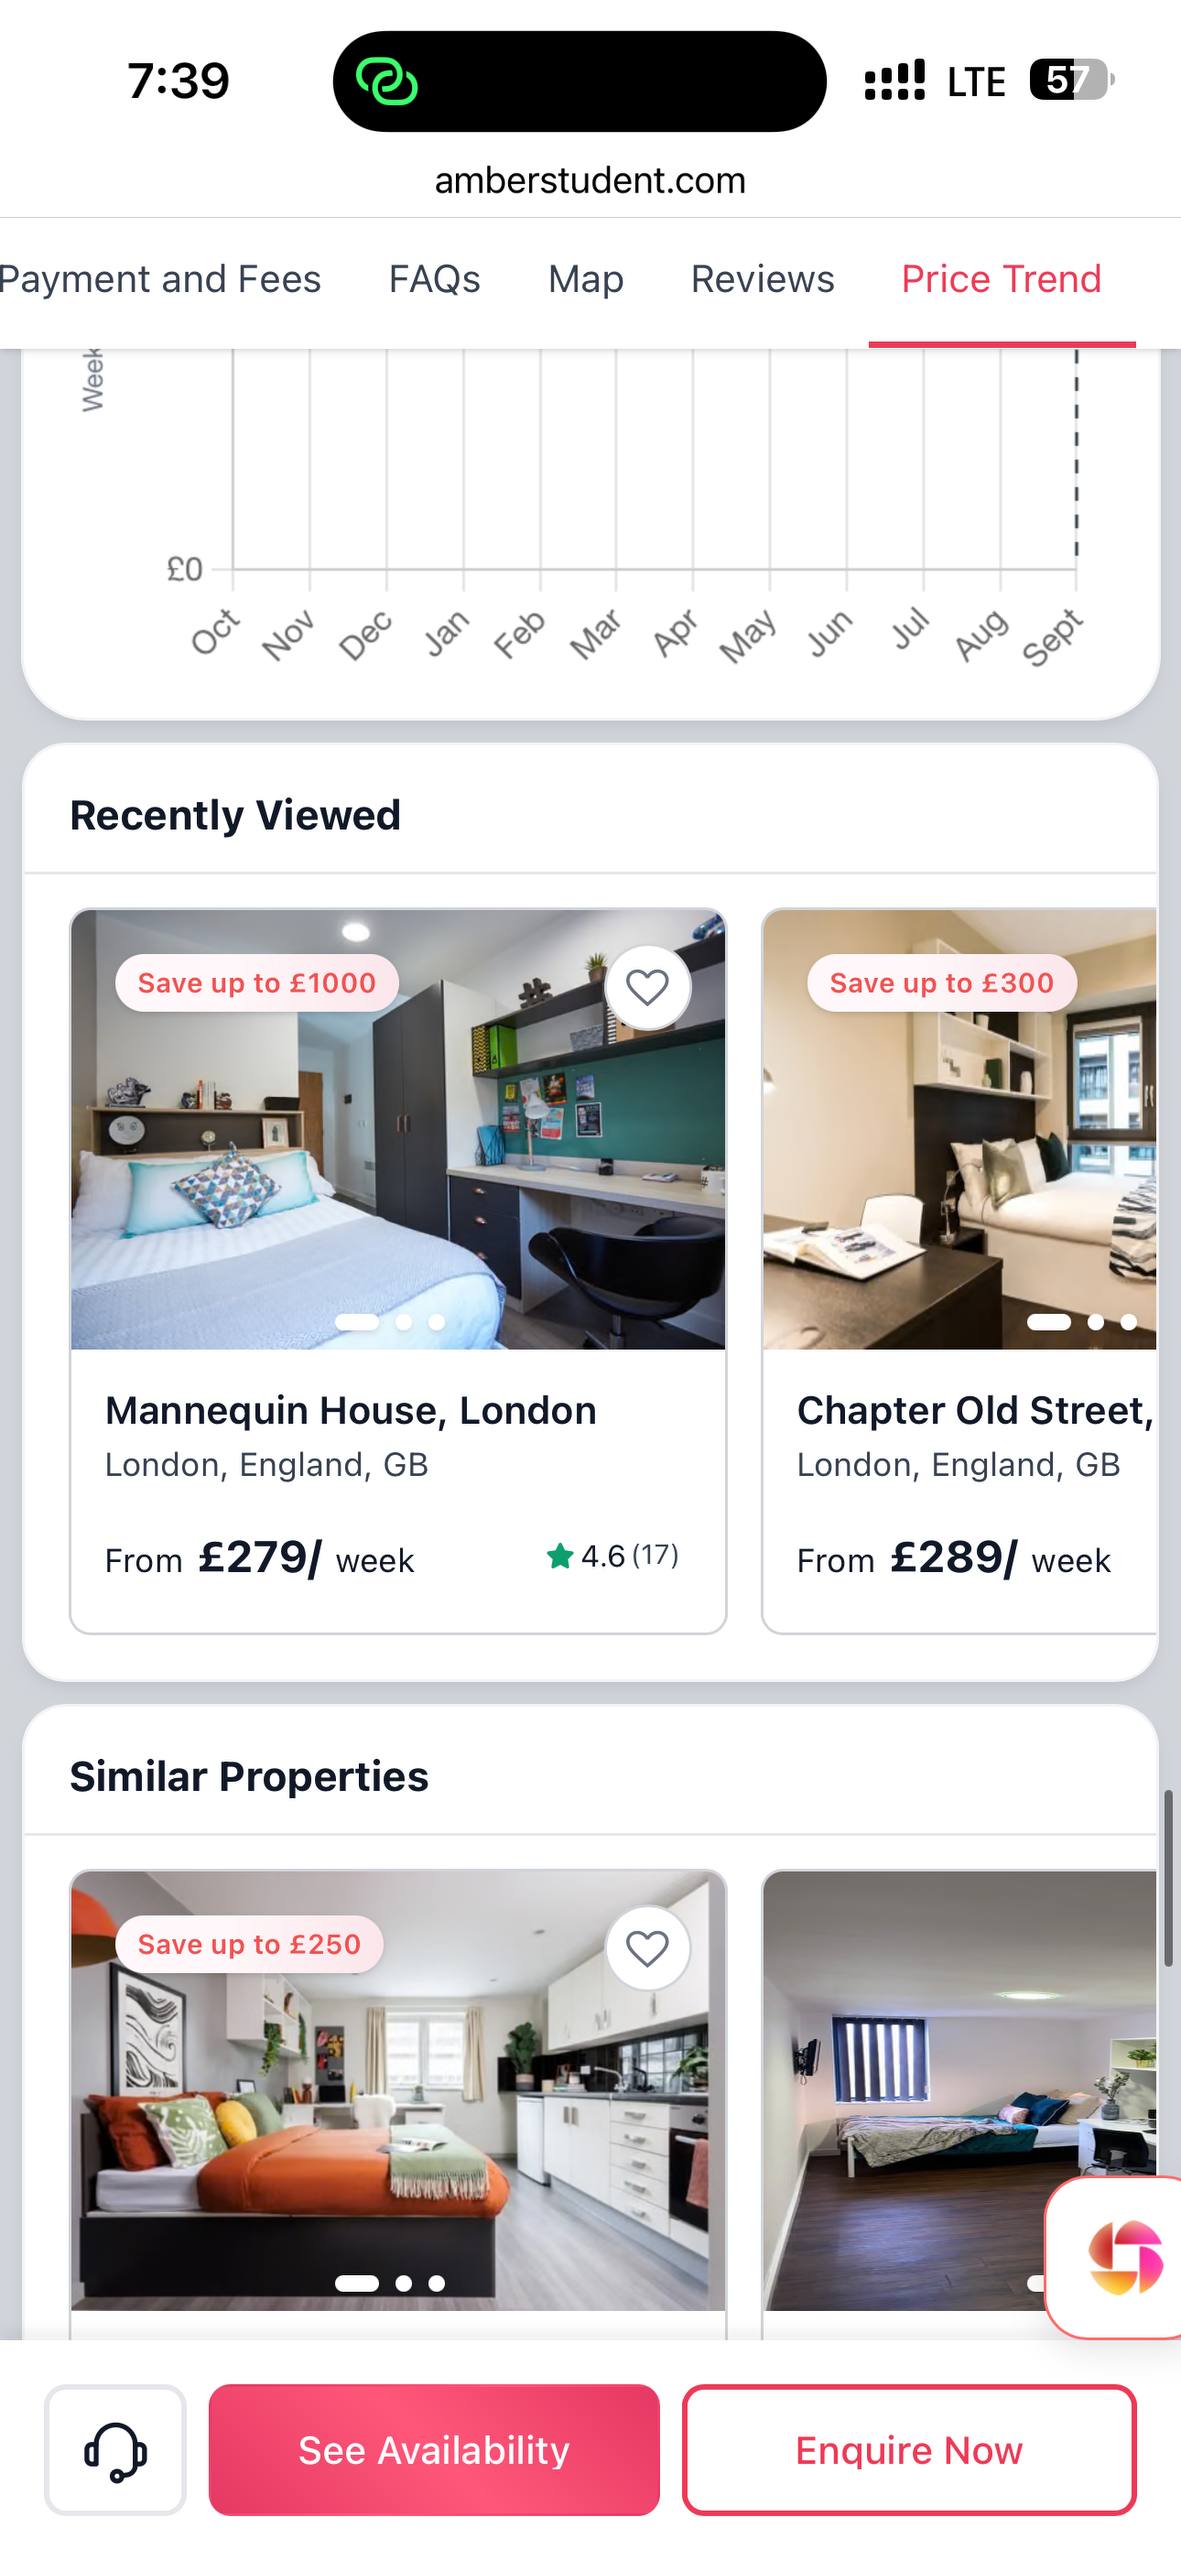 7:39
LTE
57
amberstudent.com
Payment and Fees FAQs Map Reviews Price Trend
Week
£0
Oct Nov Dec Jan Feb Mar Apr May Jun Jul Aug Sept
Recently Viewed
Save up to £1000
Save up to £300
Mannequin House, London
London, England, GB
From £279/ week
4.6 (17)
Chapter Old Street,
London, England, GB
From £289/ week
Similar Properties
Save up to £250
See Availability
Enquire Now